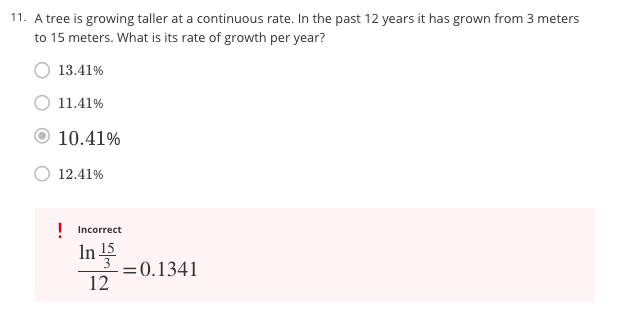 11. A tree is growing taller at a continuous rate. In the past 12 years it has grown from 3 meters
to 15 meters. What is its rate of growth per year?
13.41%
11.41%
10.41%
12.41%
! Incorrect
ln 15/3
/12 =0.1341